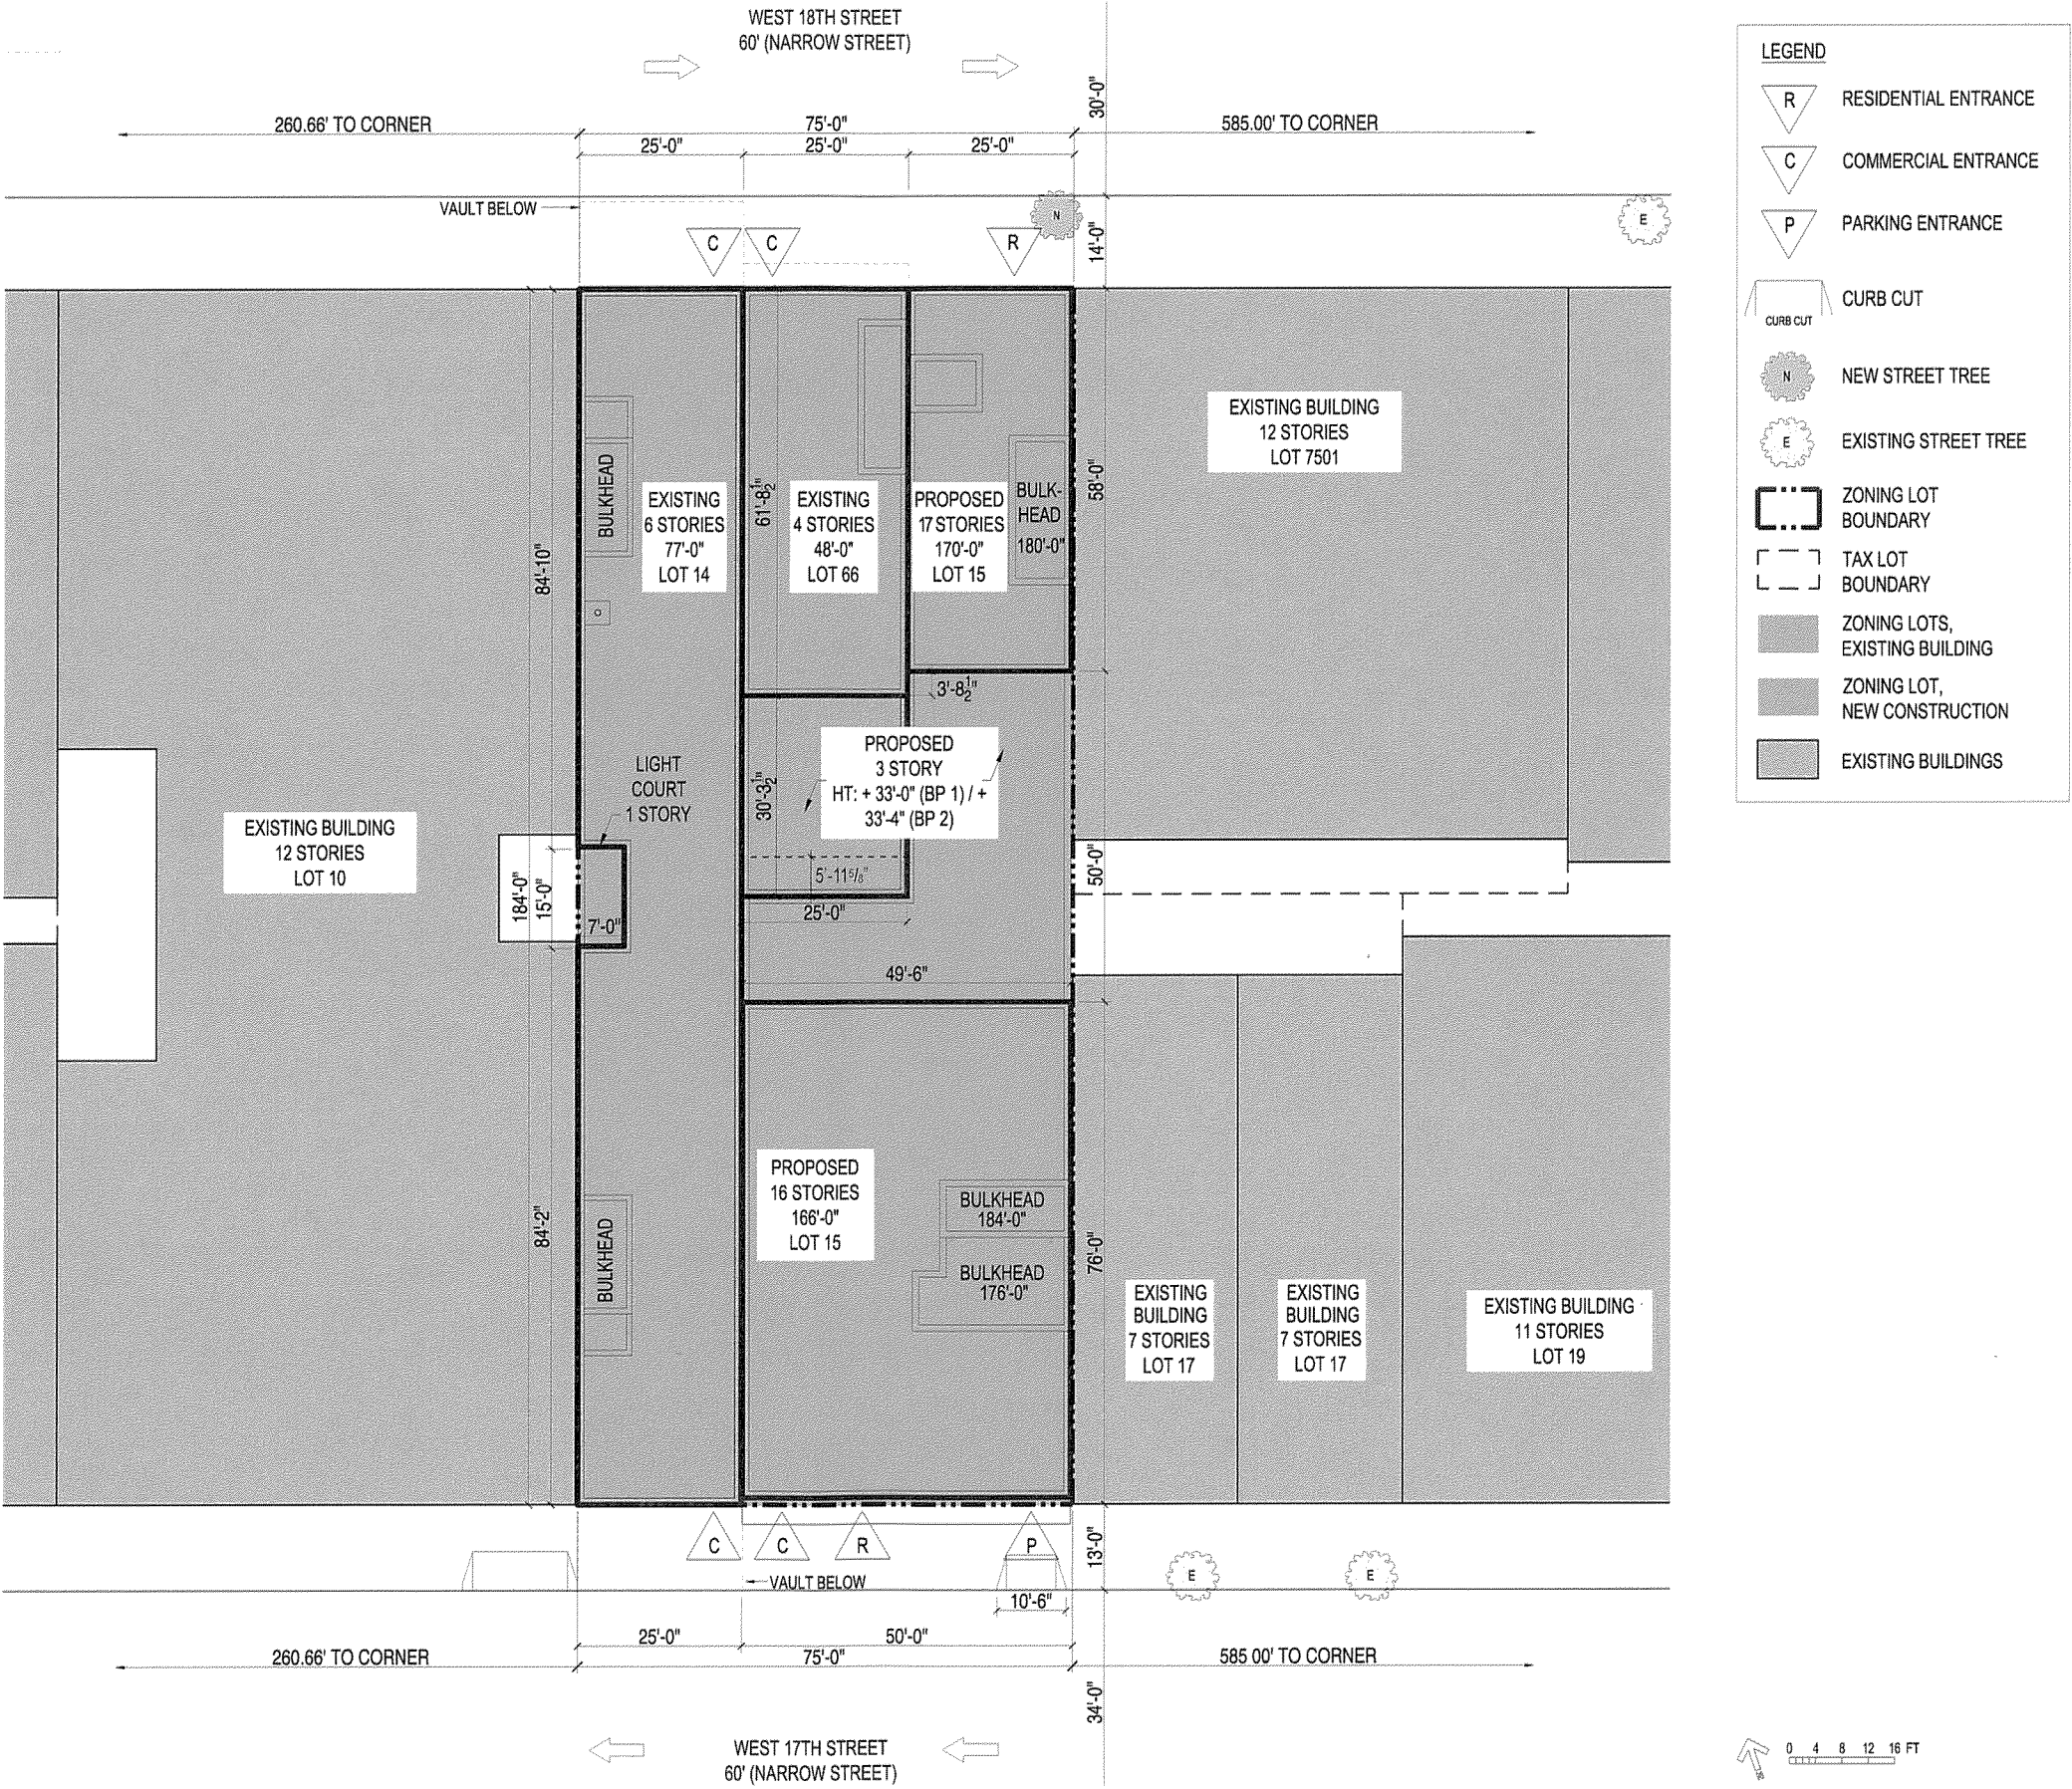 WEST 18TH STREET
60' (NARROW STREET)
260.66' TO CORNER
75'-0"
585.00' TO CORNER
25'-0"
25'-0"
25'-0"
30'-0"
VAULT BELOW
N
E
14'-0"
C
C
R
EXISTING BUILDING
12 STORIES
LOT 7501
BULKHEAD
EXISTING
6 STORIES
77'-0"
LOT 14
61'-8 1/2"
EXISTING
4 STORIES
48'-0"
LOT 66
PROPOSED
17 STORIES
170'-0"
LOT 15
BULK-
HEAD
180'-0"
58'-0"
84'-10"
3'-8 1/2"
PROPOSED
3 STORY
HT: + 33'-0" (BP 1) / +
33'-4" (BP 2)
LIGHT
COURT
1 STORY
30'-3 1/2"
EXISTING BUILDING
12 STORIES
LOT 10
184'-0"
15'-0"
7'-0"
5'-11 5/8"
25'-0"
50'-0"
49'-6"
PROPOSED
16 STORIES
166'-0"
LOT 15
BULKHEAD
184'-0"
BULKHEAD
176'-0"
84'-2"
BULKHEAD
76'-0"
EXISTING
BUILDING
7 STORIES
LOT 17
EXISTING
BUILDING
7 STORIES
LOT 17
EXISTING BUILDING
11 STORIES
LOT 19
C
C
R
P
13'-0"
E
E
VAULT BELOW
10'-6"
25'-0"
50'-0"
260.66' TO CORNER
75'-0"
585 00' TO CORNER
34'-0"
WEST 17TH STREET
60' (NARROW STREET)
LEGEND
R
RESIDENTIAL ENTRANCE
C
COMMERCIAL ENTRANCE
P
PARKING ENTRANCE
CURB CUT
CURB CUT
N
NEW STREET TREE
E
EXISTING STREET TREE
ZONING LOT
BOUNDARY
TAX LOT
BOUNDARY
ZONING LOTS,
EXISTING BUILDING
ZONING LOT,
NEW CONSTRUCTION
EXISTING BUILDINGS
0 4 8 12 16 FT